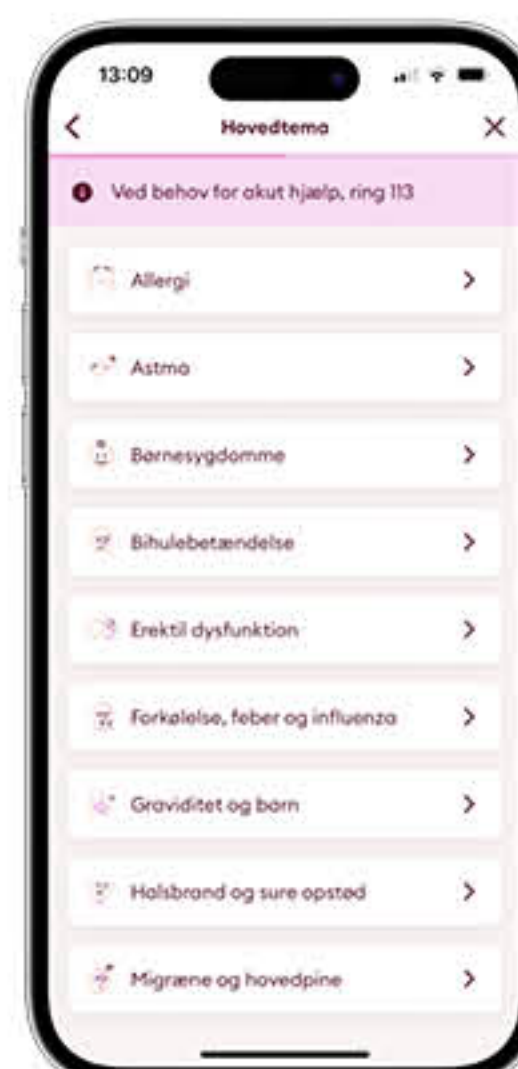 13:09
Hovedtema
Ved behov for akut hjælp, ring 113
Allergi
Astma
Børnesygdomme
Bihulebetændelse
Erektil dysfunktion
Forkølelse, feber og influenza
Graviditet og børn
Halsbrand og sure opstød
Migræne og hovedpine